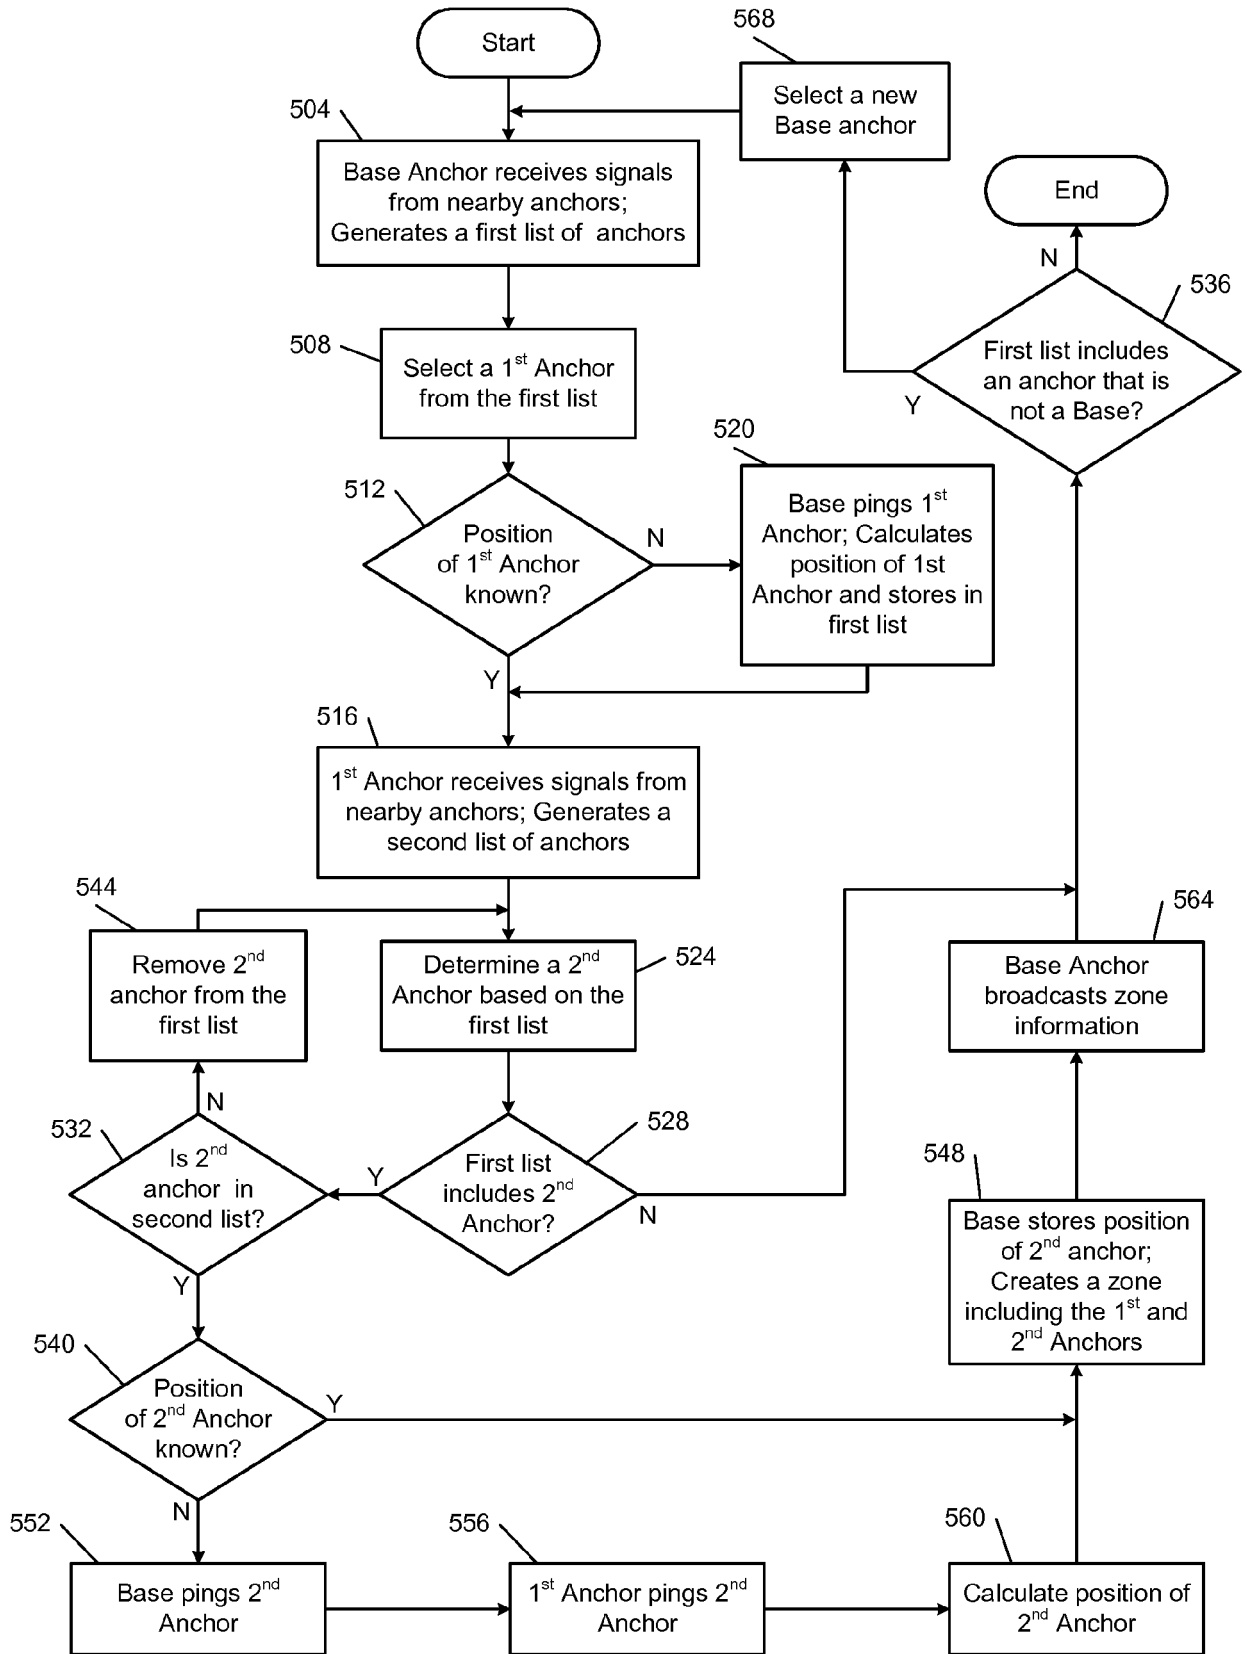 Start
568
Select a new
Base anchor
504
Base Anchor receives signals
from nearby anchors;
Generates a first list of anchors
End
N
536
First list includes
an anchor that is
not a Base?
Y
508
Select a 1st Anchor
from the first list
512
Position
of 1st Anchor
known?
N
Y
520
Base pings 1st
Anchor; Calculates
position of 1st
Anchor and stores in
first list
516
1st Anchor receives signals from
nearby anchors; Generates a
second list of anchors
544
Remove 2nd
anchor from the
first list
524
Determine a 2nd
Anchor based on the
first list
564
Base Anchor
broadcasts zone
information
N
532
Is 2nd
anchor in
second list?
Y
Y
528
First list
includes 2nd
Anchor?
N
548
Base stores position
of 2nd anchor;
Creates a zone
including the 1st and
2nd Anchors
540
Position
of 2nd Anchor
known?
Y
N
552
Base pings 2nd
Anchor
556
1st Anchor pings 2nd
Anchor
560
Calculate position of
2nd Anchor